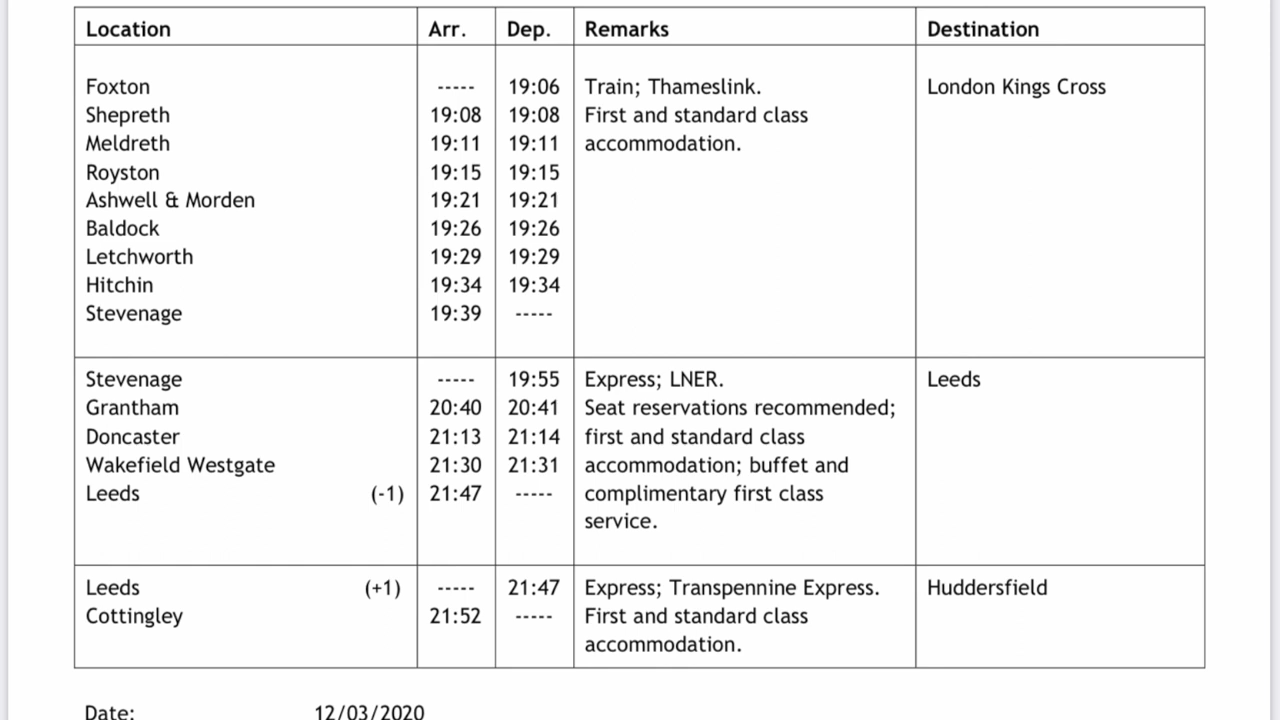 Location Arr. Dep. Remarks Destination
Foxton ----- 19:06 Train; Thameslink. London Kings Cross
Shepreth 19:08 19:08 First and standard class
Meldreth 19:11 19:11 accommodation.
Royston 19:15 19:15
Ashwell & Morden 19:21 19:21
Baldock 19:26 19:26
Letchworth 19:29 19:29
Hitchin 19:34 19:34
Stevenage 19:39 -----
Stevenage ----- 19:55 Express; LNER. Leeds
Grantham 20:40 20:41 Seat reservations recommended;
Doncaster 21:13 21:14 first and standard class
Wakefield Westgate 21:30 21:31 accommodation; buffet and
Leeds (-1) 21:47 ----- complimentary first class
service.
Leeds (+1) ----- 21:47 Express; Transpennine Express. Huddersfield
Cottingley 21:52 ----- First and standard class
accommodation.
Date: 12/03/2020